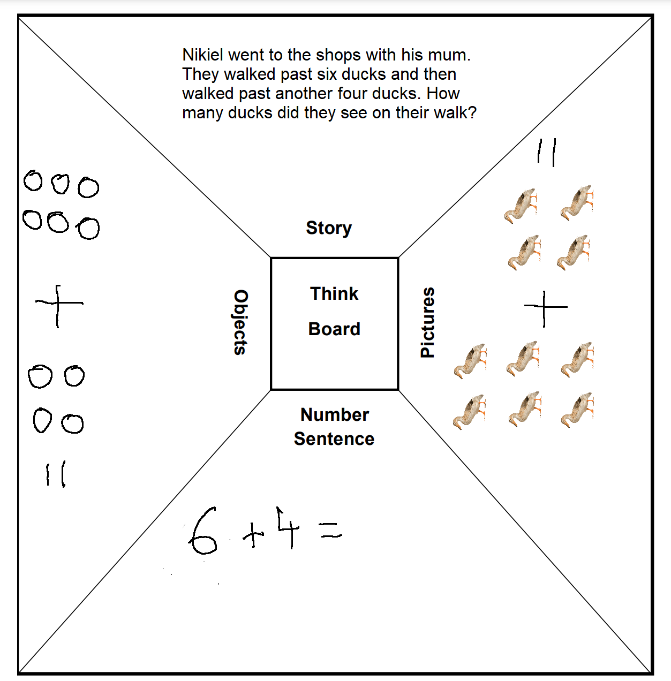 Nikiel went to the shops with his mum.
They walked past six ducks and then
walked past another four ducks. How
many ducks did they see on their walk?
Story
Objects
Think
Board
Pictures
Number
Sentence
+
=
+
=
6 + 4 =